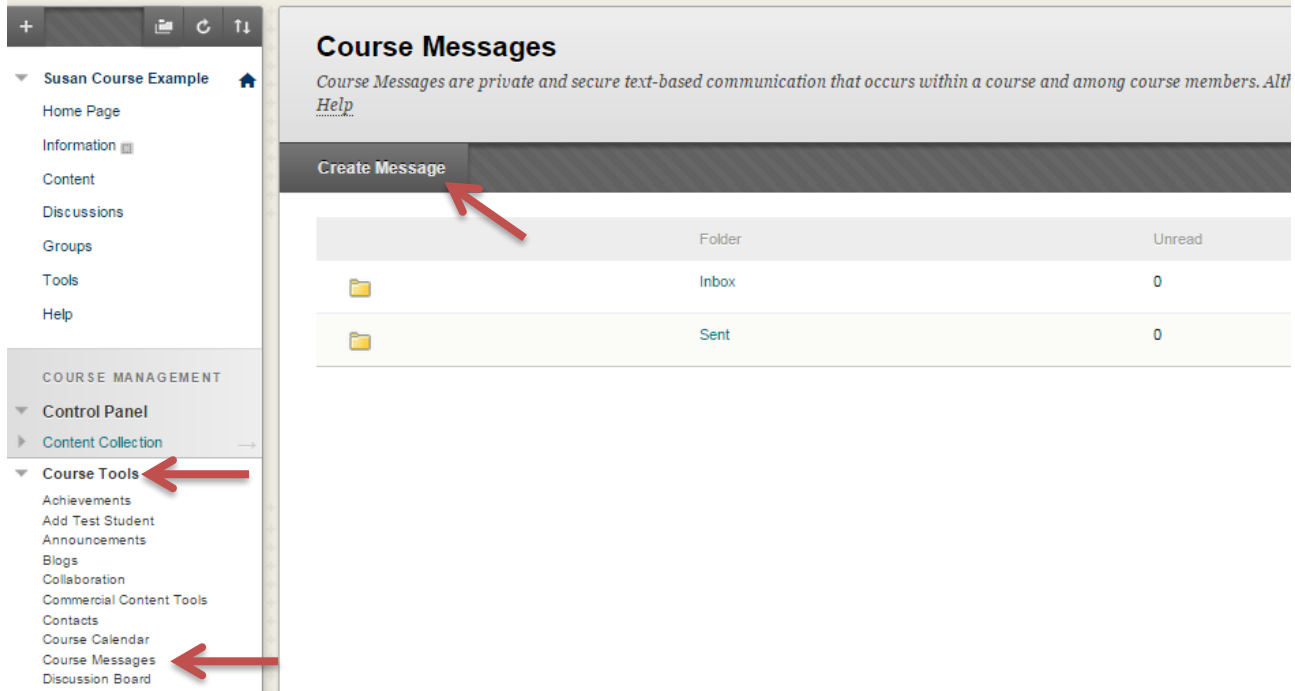 Susan Course Example
Home Page
Information
Content
Discussions
Groups
Tools
Help
COURSE MANAGEMENT
Control Panel
Content Collection
Course Tools
Achievements
Add Test Student
Announcements
Blogs
Collaboration
Commercial Content Tools
Contacts
Course Calendar
Course Messages
Discussion Board
Course Messages
Course Messages are private and secure text-based communication that occurs within a course and among course members. Alth
Help
Create Message
Folder Unread
Inbox 0
Sent 0